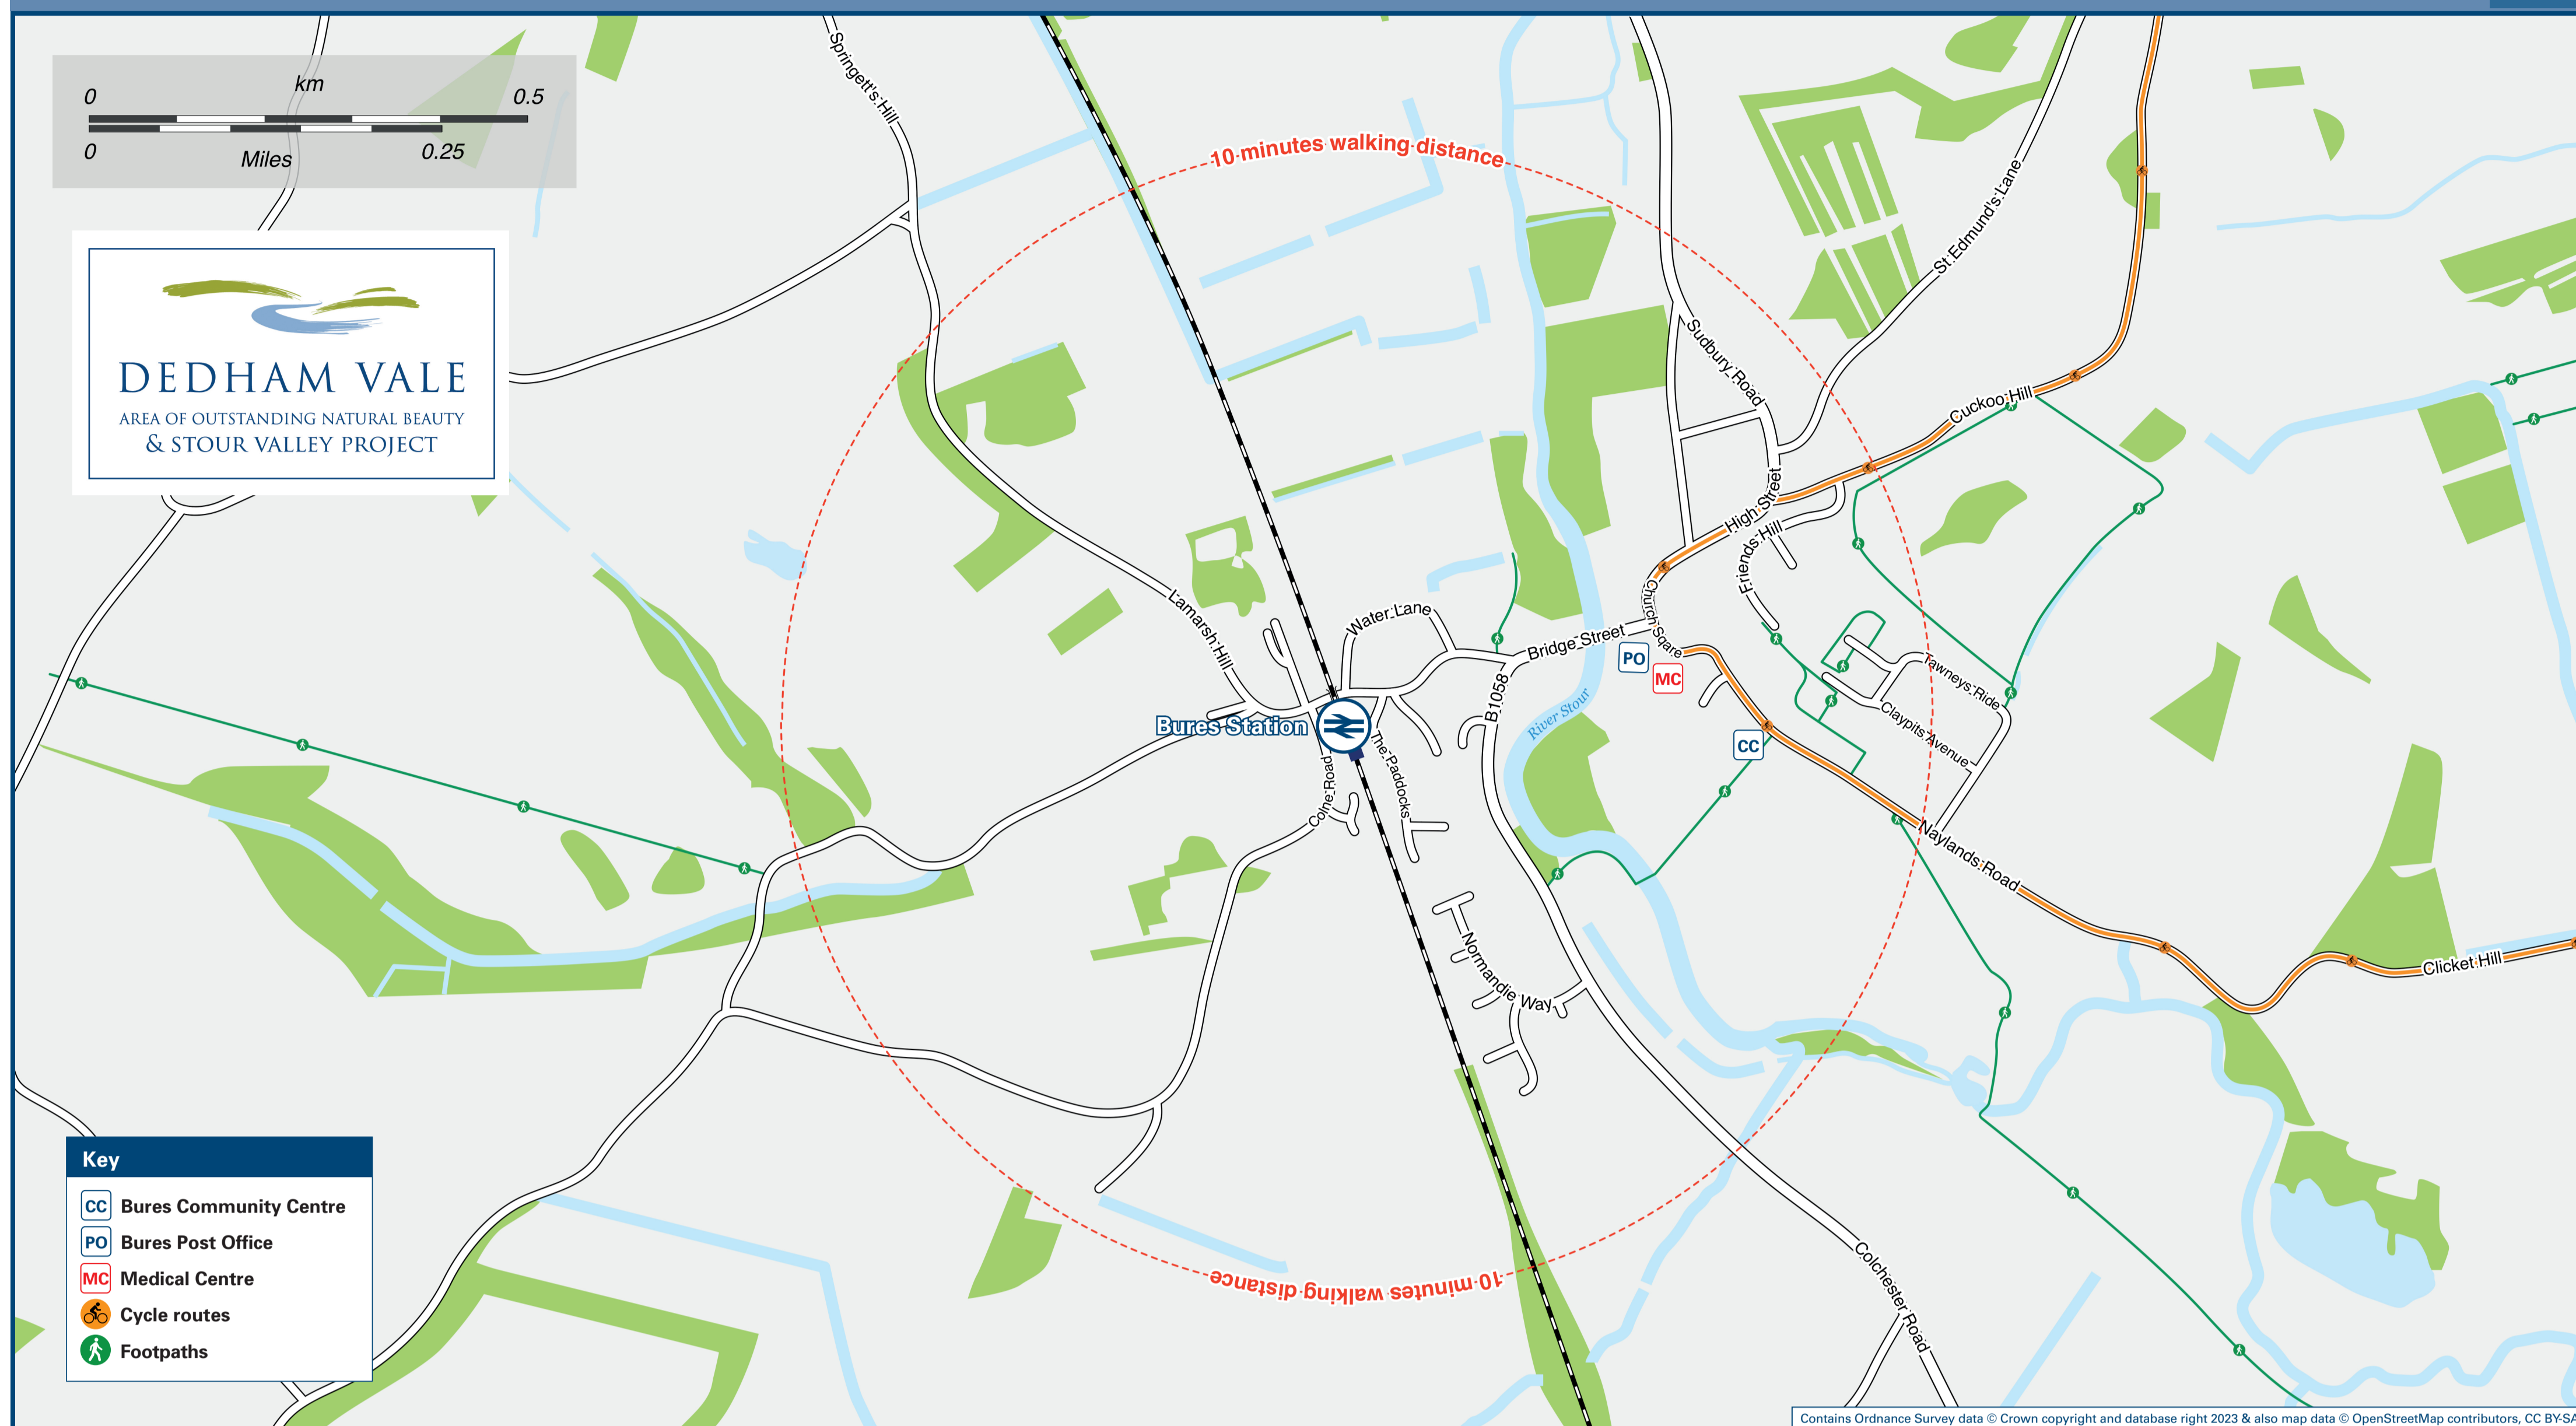 km
0 0.5
0 Miles 0.25
DEDHAM VALE
AREA OF OUTSTANDING NATURAL BEAUTY
& STOUR VALLEY PROJECT
Springett's Hill
10 minutes walking distance
St Edmund's Lane
Sudbury Road
Cuckoo Hill
High Street
Friends Hill
Church Sqare
Lamarsh Hill
Water Lane
Bridge Street
PO
MC
Tawneys Ride
Claypits Avenue
B1058
River Stour
Bures Station
CC
The Paddocks
Colne Road
Naylands Road
Normandie Way
Clicket Hill
10 minutes walking distance
Colchester Road
Key
CC Bures Community Centre
PO Bures Post Office
MC Medical Centre
Cycle routes
Footpaths
Contains Ordnance Survey data © Crown copyright and database right 2023 & also map data © OpenStreetMap contributors, CC BY-SA